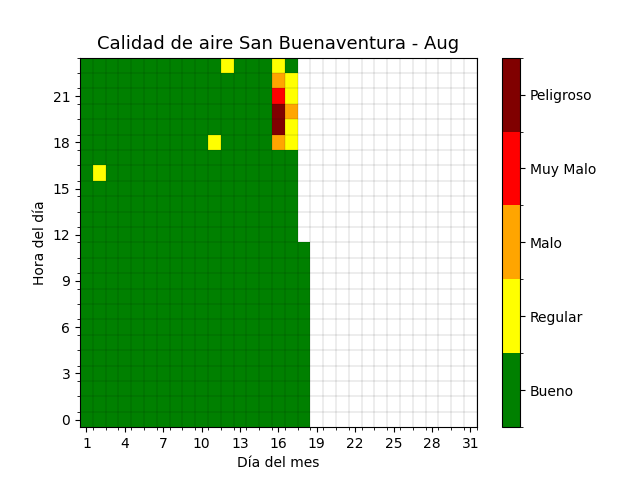 Calidad de aire San Buenaventura - Aug
Hora del día
21
18
15
12
9
6
3
0
1 4 7 10 13 16 19 22 25 28 31
Día del mes
Peligroso
Muy Malo
Malo
Regular
Bueno